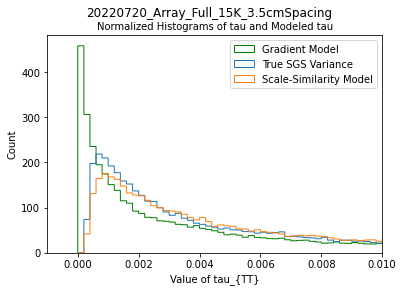 20220720_Array_Full_15K_3.5cmSpacing
Normalized Histograms of tau and Modeled tau
Gradient Model
True SGS Variance
Scale-Similarity Model
Count
400
300
200
100
0
0.000 0.002 0.004 0.006 0.008 0.010
Value of tau_{TT}